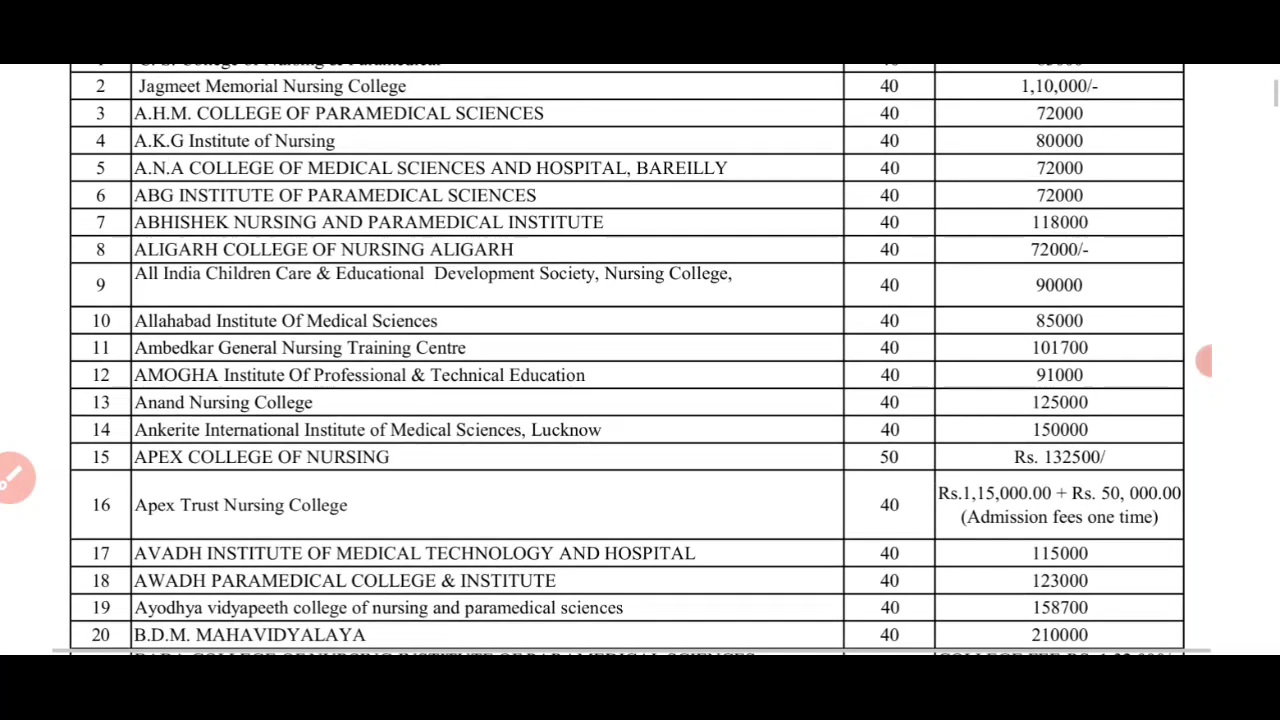 2 Jagmeet Memorial Nursing College 40 1,10,000/-
3 A.H.M. COLLEGE OF PARAMEDICAL SCIENCES 40 72000
4 A.K.G Institute of Nursing 40 80000
5 A.N.A COLLEGE OF MEDICAL SCIENCES AND HOSPITAL, BAREILLY 40 72000
6 ABG INSTITUTE OF PARAMEDICAL SCIENCES 40 72000
7 ABHISHEK NURSING AND PARAMEDICAL INSTITUTE 40 118000
8 ALIGARH COLLEGE OF NURSING ALIGARH 40 72000/-
9 All India Children Care & Educational Development Society, Nursing College, 40 90000
10 Allahabad Institute Of Medical Sciences 40 85000
11 Ambedkar General Nursing Training Centre 40 101700
12 AMOGHA Institute Of Professional & Technical Education 40 91000
13 Anand Nursing College 40 125000
14 Ankerite International Institute of Medical Sciences, Lucknow 40 150000
15 APEX COLLEGE OF NURSING 50 Rs. 132500/
16 Apex Trust Nursing College 40 Rs.1,15,000.00 + Rs. 50, 000.00
(Admission fees one time)
17 AVADH INSTITUTE OF MEDICAL TECHNOLOGY AND HOSPITAL 40 115000
18 AWADH PARAMEDICAL COLLEGE & INSTITUTE 40 123000
19 Ayodhya vidyapeeth college of nursing and paramedical sciences 40 158700
20 B.D.M. MAHAVIDYALAYA 40 210000